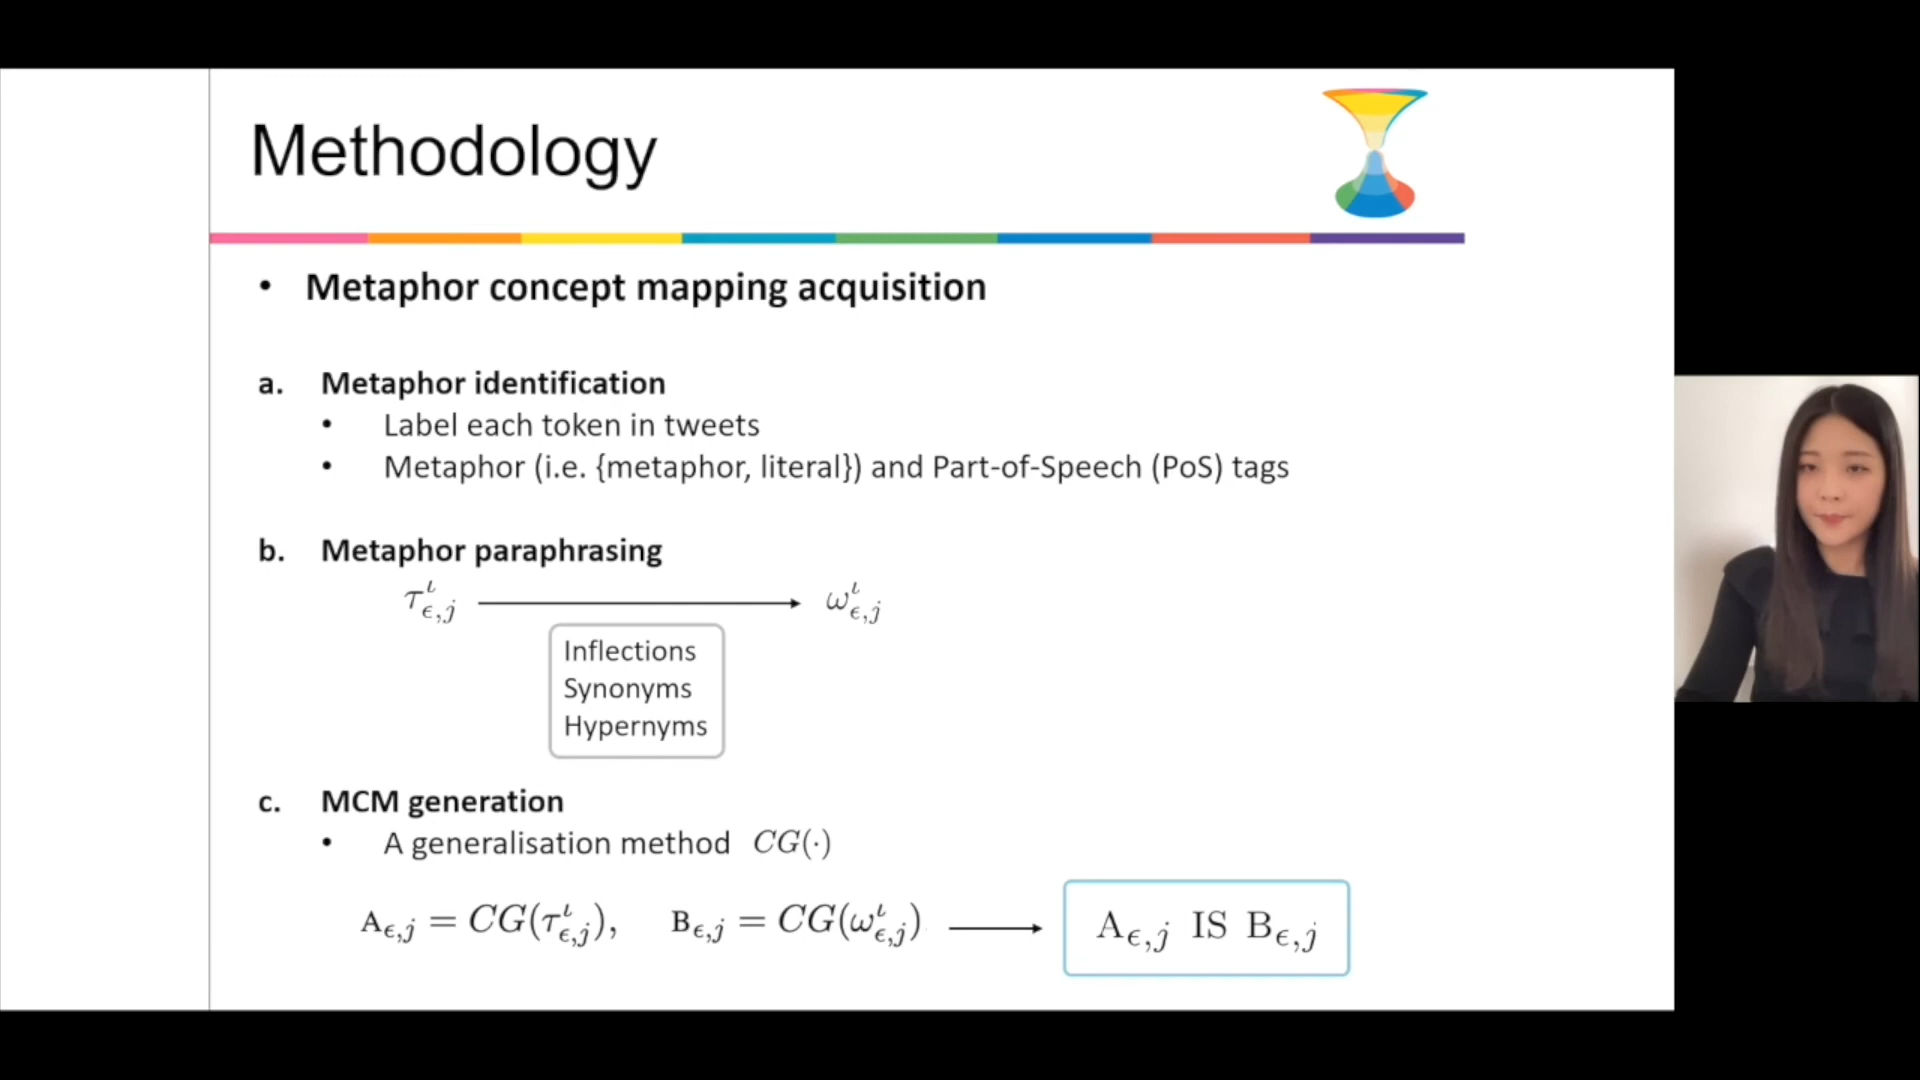 Methodology
• Metaphor concept mapping acquisition
a. Metaphor identification
• Label each token in tweets
• Metaphor (i.e. {metaphor, literal}) and Part-of-Speech (PoS) tags
b. Metaphor paraphrasing
τ^ι_{ϵ,j} → ω^ι_{ϵ,j}
Inflections
Synonyms
Hypernyms
c. MCM generation
• A generalisation method CG(·)
A_{ϵ,j} = CG(τ^ι_{ϵ,j}), B_{ϵ,j} = CG(ω^ι_{ϵ,j}) → A_{ϵ,j} IS B_{ϵ,j}